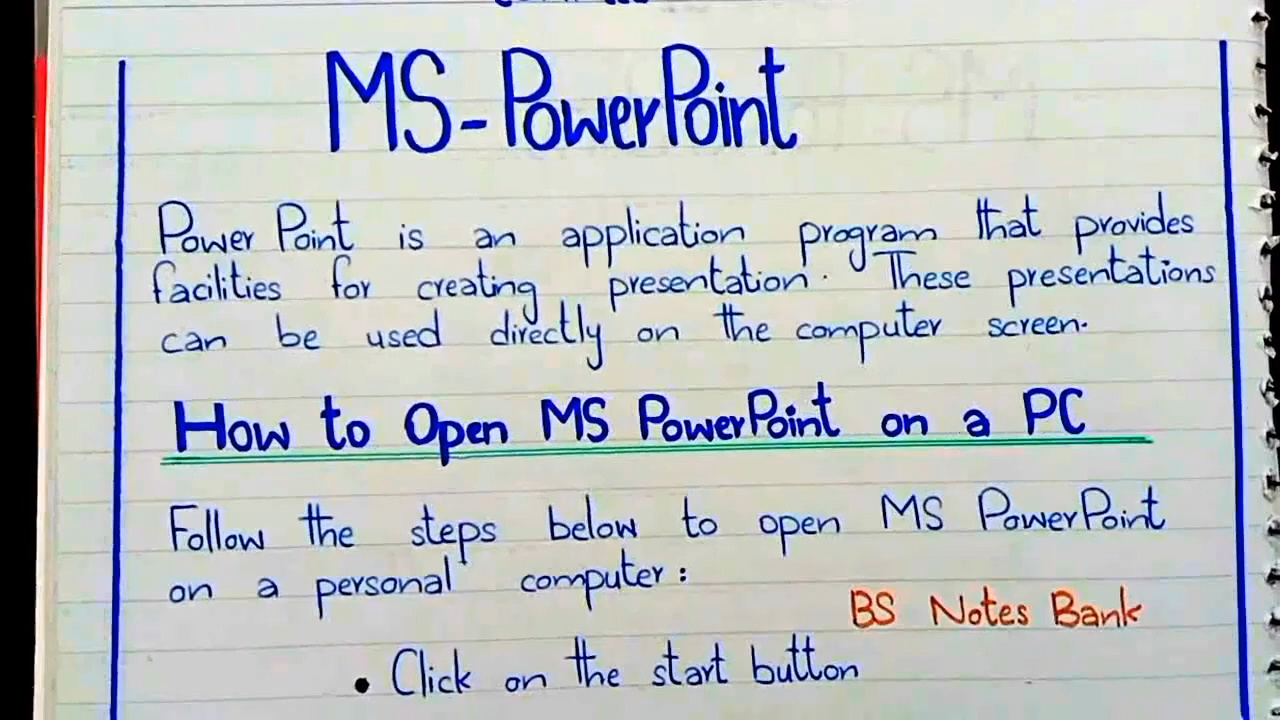 MS-PowerPoint
Power Point is an application program that provides
facilities for creating presentation. These presentations
can be used directly on the computer screen.
How to Open MS PowerPoint on a PC
Follow the steps below to open MS PowerPoint
on a personal computer:
BS Notes Bank
• Click on the start button